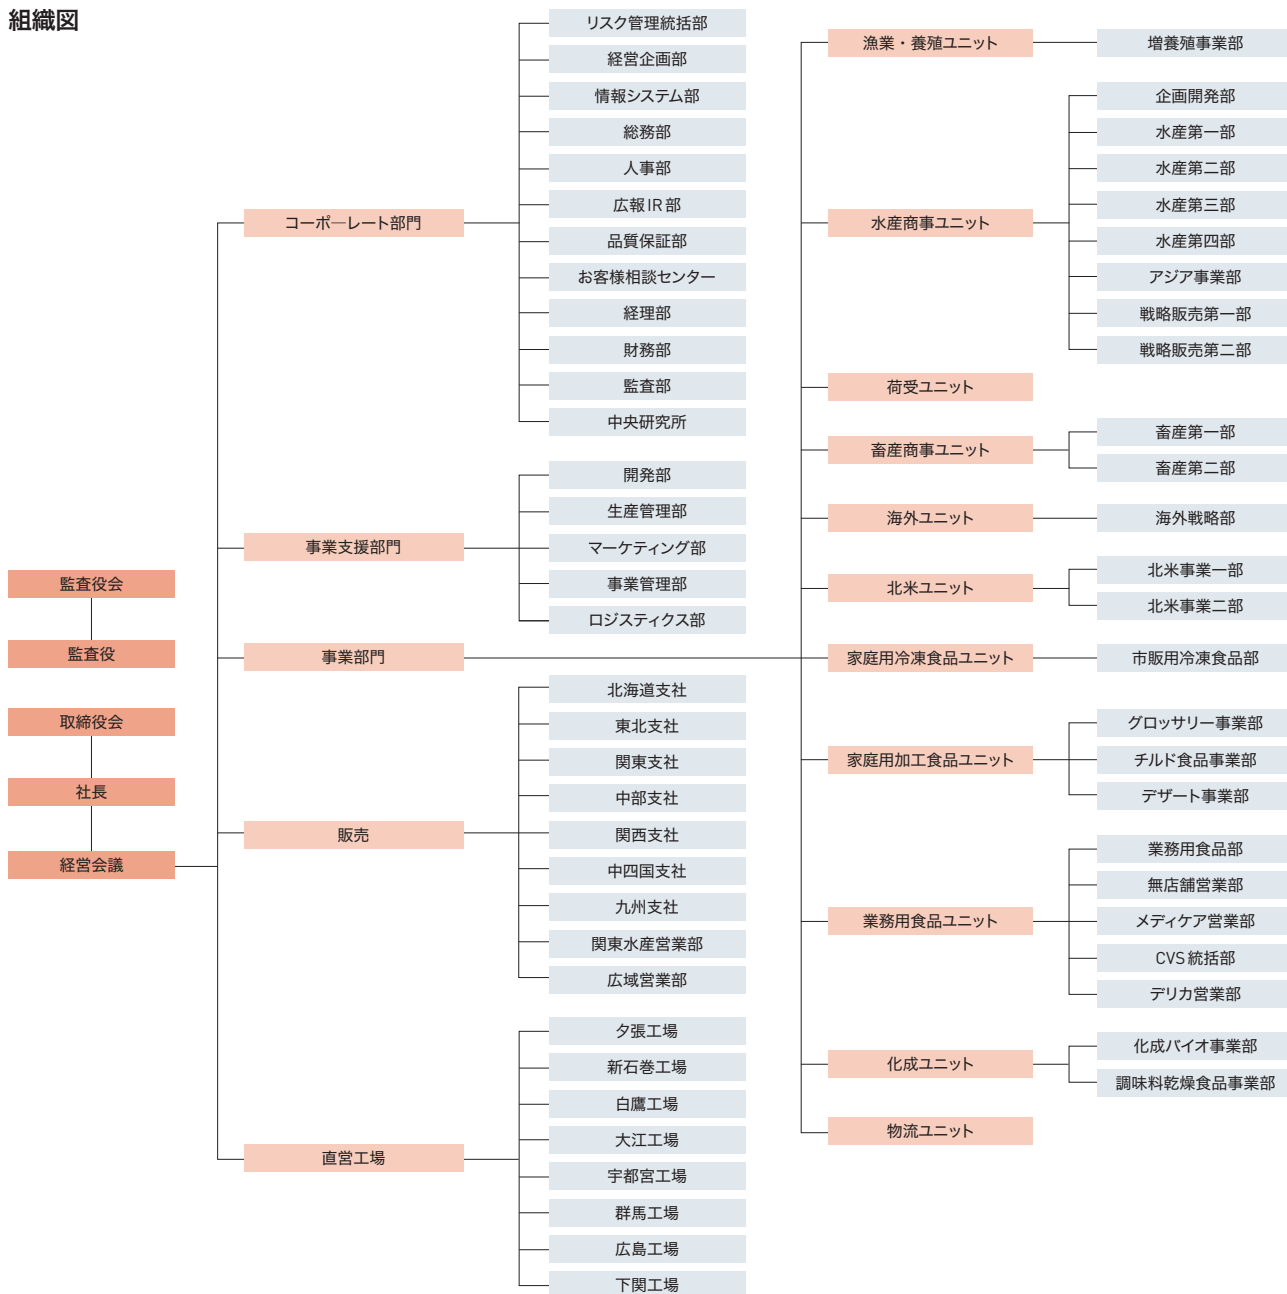 組織図
監査役会
監査役
取締役会
社長
経営会議
コーポーレート部門
リスク管理統括部
経営企画部
情報システム部
総務部
人事部
広報IR部
品質保証部
お客様相談センター
経理部
財務部
監査部
中央研究所
事業支援部門
開発部
生産管理部
マーケティング部
事業管理部
ロジスティクス部
事業部門
漁業・養殖ユニット
増養殖事業部
水産商事ユニット
企画開発部
水産第一部
水産第二部
水産第三部
水産第四部
アジア事業部
戦略販売第一部
戦略販売第二部
荷受ユニット
畜産商事ユニット
畜産第一部
畜産第二部
海外ユニット
海外戦略部
北米ユニット
北米事業一部
北米事業二部
家庭用冷凍食品ユニット
市販用冷凍食品部
家庭用加工食品ユニット
グロッサリー事業部
チルド食品事業部
デザート事業部
業務用食品ユニット
業務用食品部
無店舗営業部
メディケア営業部
CVS統括部
デリカ営業部
化成ユニット
化成バイオ事業部
調味料乾燥食品事業部
物流ユニット
販売
北海道支社
東北支社
関東支社
中部支社
関西支社
中四国支社
九州支社
関東水産営業部
広域営業部
直営工場
夕張工場
新石巻工場
白鷹工場
大江工場
宇都宮工場
群馬工場
広島工場
下関工場